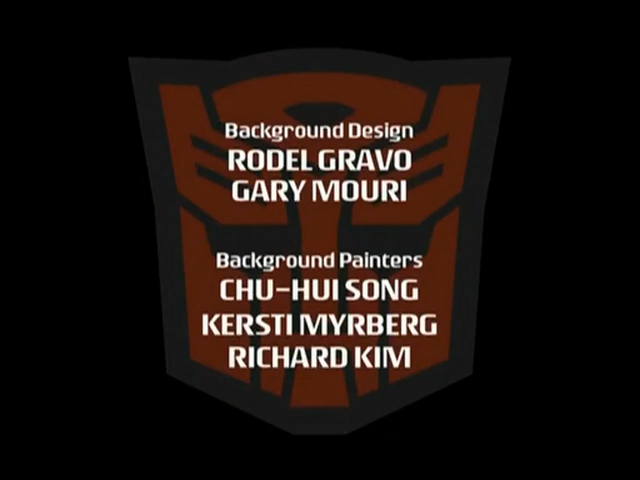 Background Design
RODEL GRAVO
GARY MOURI
Background Painters
CHU-HUI SONG
KERSTI MYRBERG
RICHARD KIM